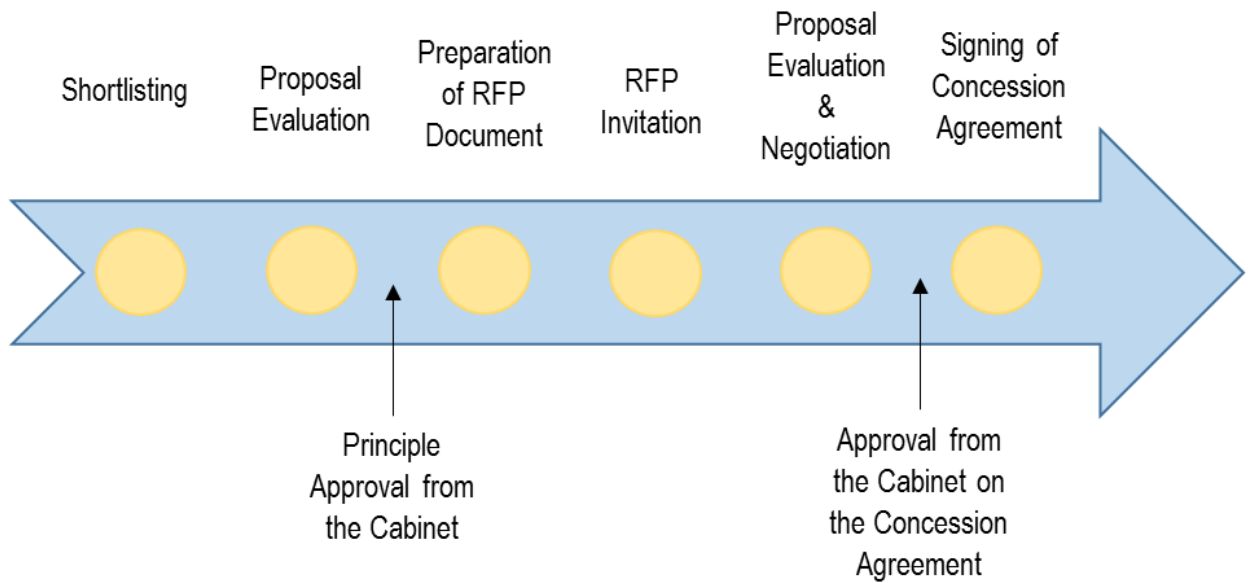 Shortlisting
Proposal
Evaluation
Preparation
of RFP
Document
RFP
Invitation
Proposal
Evaluation
&
Negotiation
Signing of
Concession
Agreement
Principle
Approval from
the Cabinet
Approval from
the Cabinet on
the Concession
Agreement